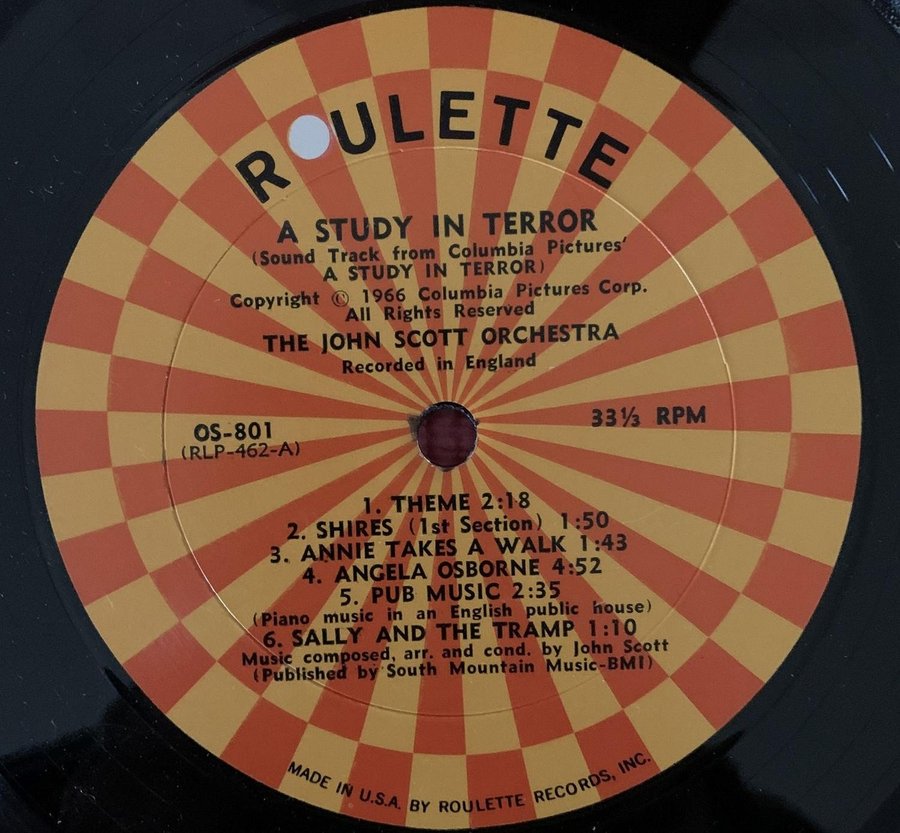 ROULETTE
A STUDY IN TERROR
(Sound Track from Columbia Pictures'
A STUDY IN TERROR)
Copyright © 1966 Columbia Pictures Corp.
All Rights Reserved
THE JOHN SCOTT ORCHESTRA
Recorded in England
OS-801
(RLP-462-A)
33⅓ RPM
1. THEME 2:18
2. SHIRES (1st Section) 1:50
3. ANNIE TAKES A WALK 1:43
4. ANGELA OSBORNE 4:52
5. PUB MUSIC 2:35
(Piano music in an English public house)
6. SALLY AND THE TRAMP 1:10
Music composed, arr. and cond. by John Scott
(Published by South Mountain Music-BMI)
MADE IN U.S.A. BY ROULETTE RECORDS, INC.